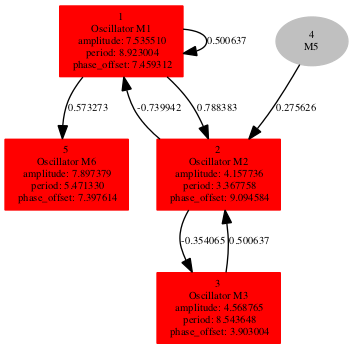 1
Oscillator M1
amplitude: 7.535510
period: 8.923004
phase_offset: 7.459312
0.500637
4
M5
0.573273
-0.739942
0.788383
0.275626
5
Oscillator M6
amplitude: 7.897379
period: 5.471330
phase_offset: 7.397614
2
Oscillator M2
amplitude: 4.157736
period: 3.367758
phase_offset: 9.094584
-0.354065
0.500637
3
Oscillator M3
amplitude: 4.568765
period: 8.543648
phase_offset: 3.903004